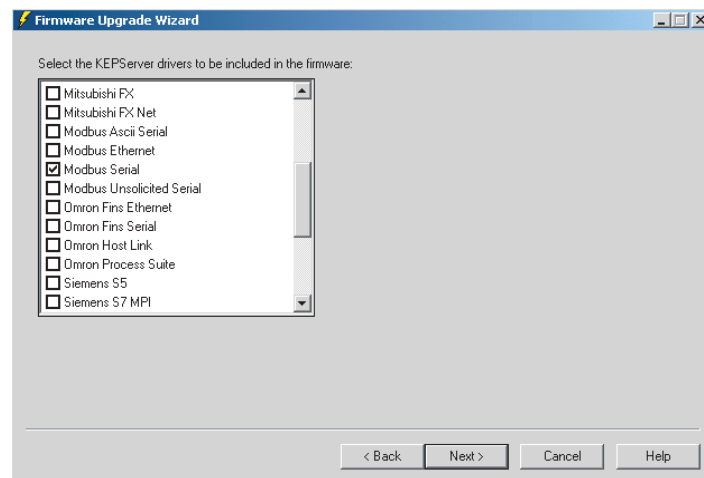 Firmware Upgrade Wizard
Select the KEPServer drivers to be included in the firmware:
Mitsubishi FX
Mitsubishi FX Net
Modbus Ascii Serial
Modbus Ethernet
Modbus Serial
Modbus Unsolicited Serial
Omron Fins Ethernet
Omron Fins Serial
Omron Host Link
Omron Process Suite
Siemens S5
Siemens S7 MPI
< Back Next > Cancel Help